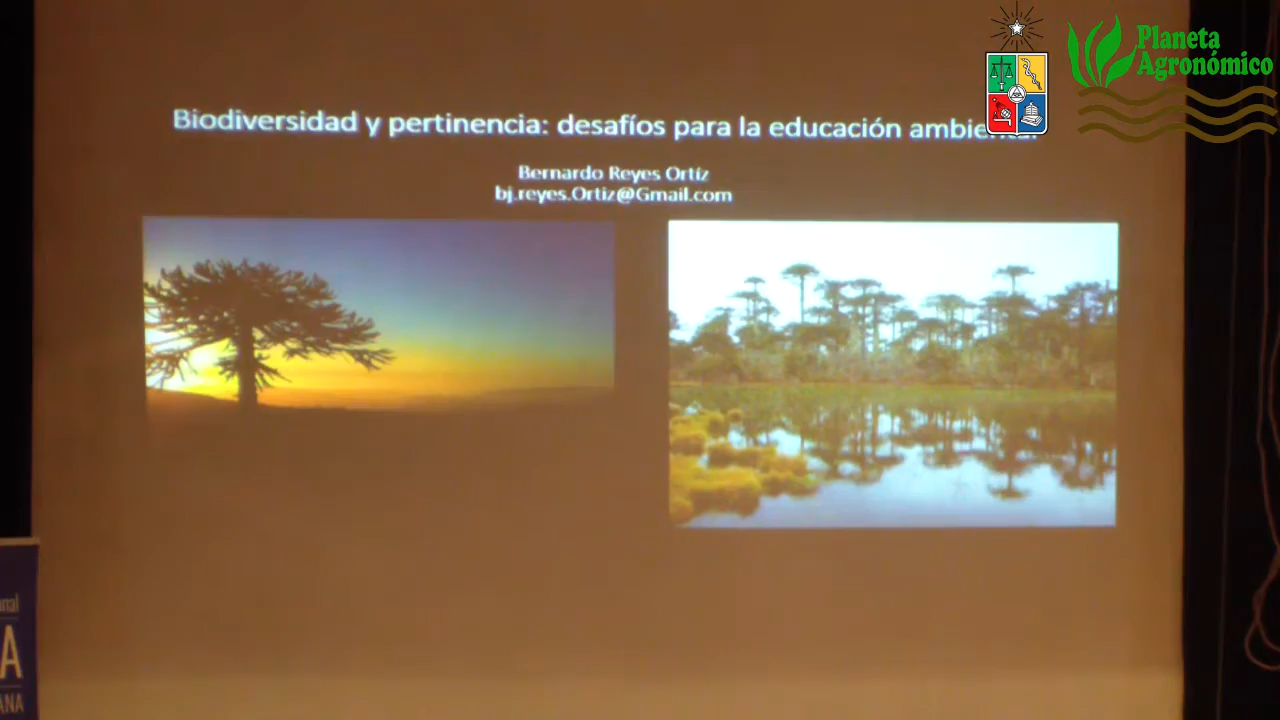 Planeta
Agronómico
Biodiversidad y pertinencia: desafíos para la educación
Bernardo Reyes Ortíz
bj.reyes.Ortiz@Gmail.com
A